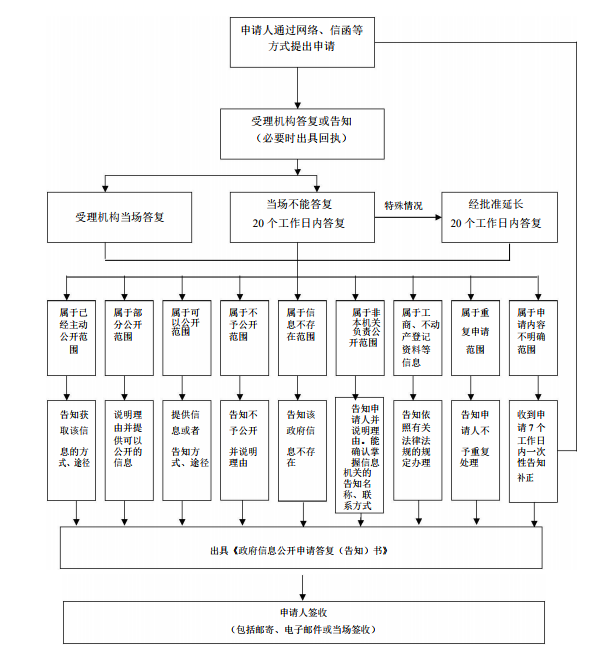 申请人通过网络、信函等
方式提出申请
受理机构答复或告知
（必要时出具回执）
受理机构当场答复
当场不能答复
20 个工作日内答复
特殊情况
经批准延长
20 个工作日内答复
属于已
经主动
公开范
围
属于部
分公开
范围
属于可
以公开
范围
属于不
予公开
范围
属于信
息不存
在范围
属于非
本机关
负责公
开范围
属于工
商、不动
产登记
资料等
信息
属于重
复申请
范围
属于申
请内容
不明确
范围
告知获
取该信
息的方
式、途径
说明理
由并提
供可以
公开的
信息
提供信
息或者
告知方
式、途径
告知不
予公开
并说明
理由
告知该
政府信
息不存
在
告知申
请人并
说明理
由。能
确认掌
握信息
机关的
告知名
称、联
系方式
告知依
照有关
法律法
规的规
定办理
告知申
请人不
予重复
处理
收到申
请 7 个
工作日
内一次
性告知
补正
出具《政府信息公开申请答复（告知）书》
申请人签收
（包括邮寄、电子邮件或当场签收）